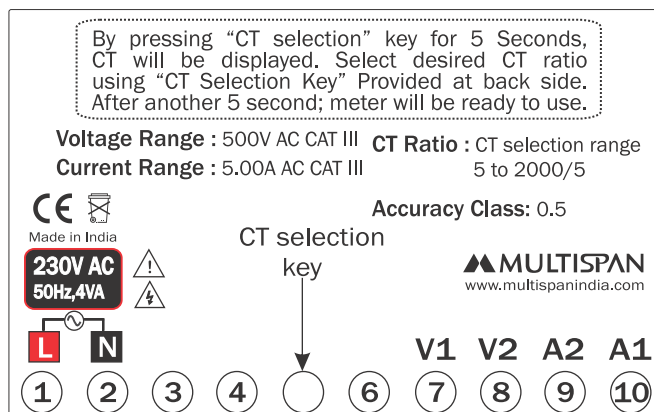 By pressing “CT selection” key for 5 Seconds,
CT will be displayed. Select desired CT ratio
using “CT Selection Key” Provided at back side.
After another 5 second; meter will be ready to use.
Voltage Range : 500V AC CAT III
CT Ratio : CT selection range
5 to 2000/5
Current Range : 5.00A AC CAT III
Accuracy Class: 0.5
CE
Made in India
CT selection
key
230V AC
50Hz,4VA
MULTISPAN
www.multispanindia.com
L N
V1 V2 A2 A1
1 2 3 4 6 7 8 9 10